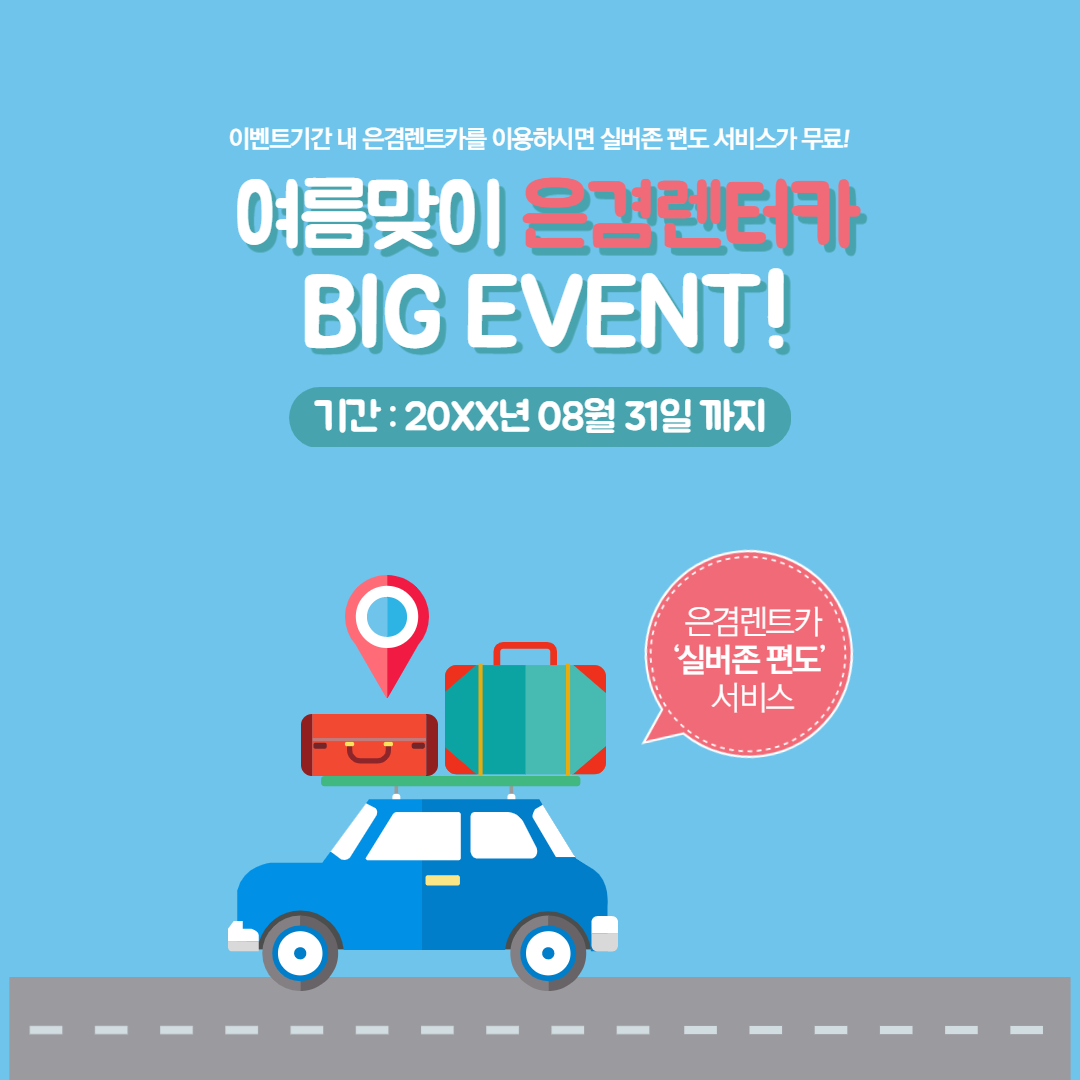 이벤트기간 내 은겸렌트카를 이용하시면 실버존 편도 서비스가 무료!
여름맞이 은겸렌터카
BIG EVENT!
기간 : 20XX년 08월 31일 까지
은겸렌트카
‘실버존 편도’
서비스